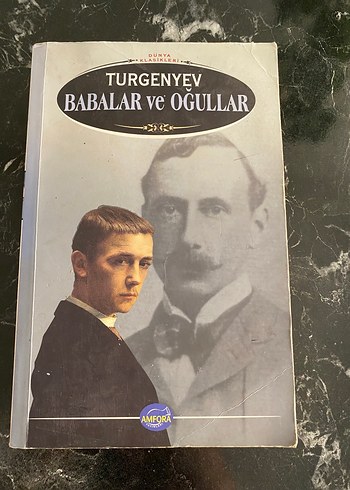 DÜNYA
KLASİKLERİ
TURGENYEV
BABALAR ve OĞULLAR
AMFORA